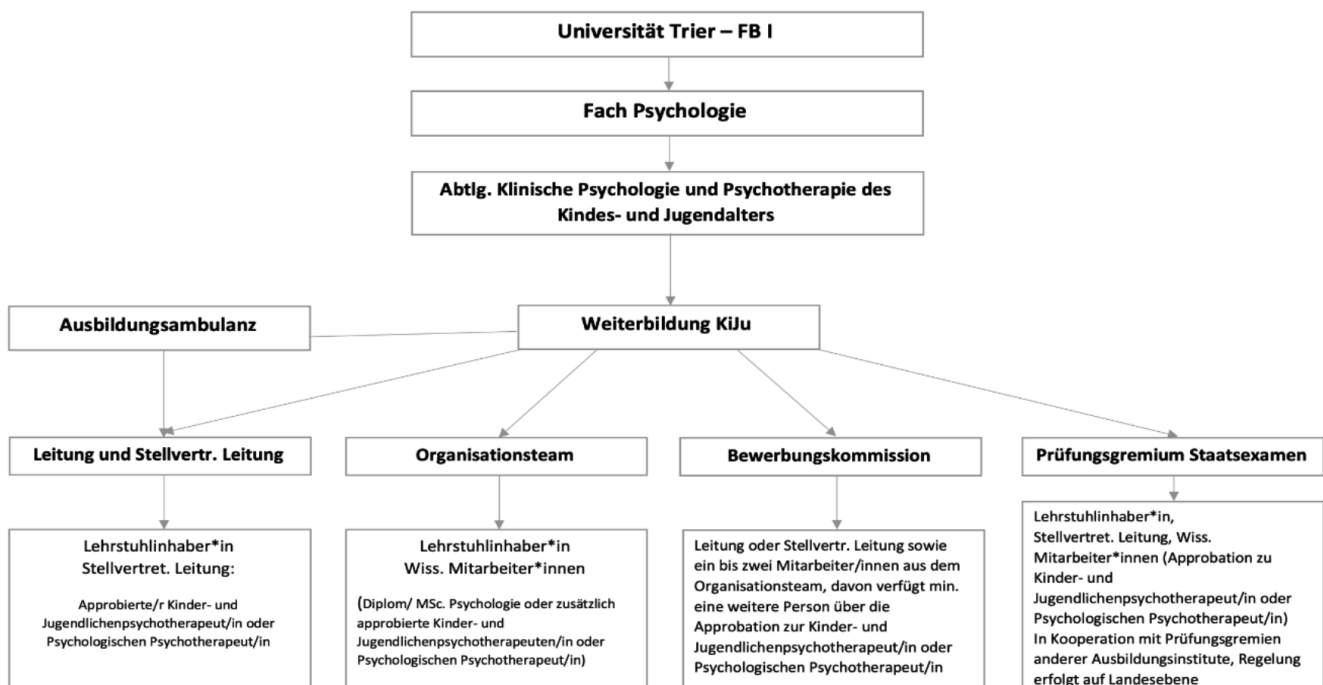 Universität Trier – FB I
Fach Psychologie
Abtlg. Klinische Psychologie und Psychotherapie des
Kindes- und Jugendalters
Ausbildungsambulanz
Weiterbildung KiJu
Leitung und Stellvertr. Leitung
Organisationsteam
Bewerbungskommission
Prüfungsgremium Staatsexamen
Lehrstuhlinhaber*in
Stellvertret. Leitung:
Approbierte/r Kinder- und
Jugendlichenpsychotherapeut/in oder
Psychologischen Psychotherapeut/in
Lehrstuhlinhaber*in
Wiss. Mitarbeiter*innen
(Diplom/ MSc. Psychologie oder zusätzlich
approbierte Kinder- und
Jugendlichenpsychotherapeuten/in oder
Psychologischen Psychotherapeut/in)
Leitung oder Stellvertr. Leitung sowie
ein bis zwei Mitarbeiter/innen aus dem
Organisationsteam, davon verfügt min.
eine weitere Person über die
Approbation zur Kinder- und
Jugendlichenpsychotherapeut/in oder
Psychologischen Psychotherapeut/in
Lehrstuhlinhaber*in,
Stellvertret. Leitung, Wiss.
Mitarbeiter*innen (Approbation zu
Kinder- und
Jugendlichenpsychotherapeut/in oder
Psychologischen Psychotherapeut/in)
In Kooperation mit Prüfungsgremien
anderer Ausbildungsinstitute, Regelung
erfolgt auf Landesebene